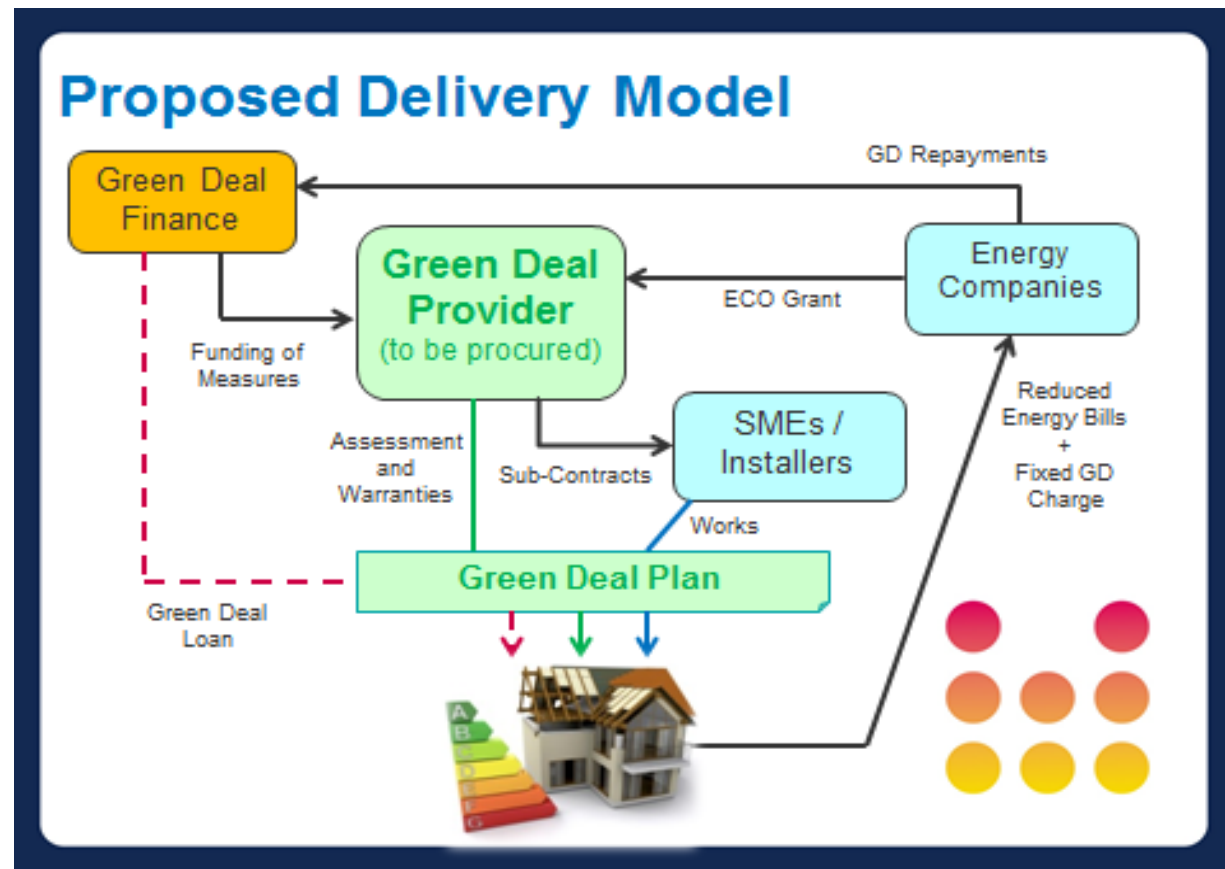 Proposed Delivery Model
GD Repayments
Green Deal
Finance
Green Deal
Provider
(to be procured)
Energy
Companies
ECO Grant
Funding of
Measures
Reduced
Energy Bills
+
Fixed GD
Charge
SMEs /
Installers
Assessment
and
Warranties
Sub-Contracts
Works
Green Deal Plan
Green Deal
Loan
A
B
C
D
E
F
G